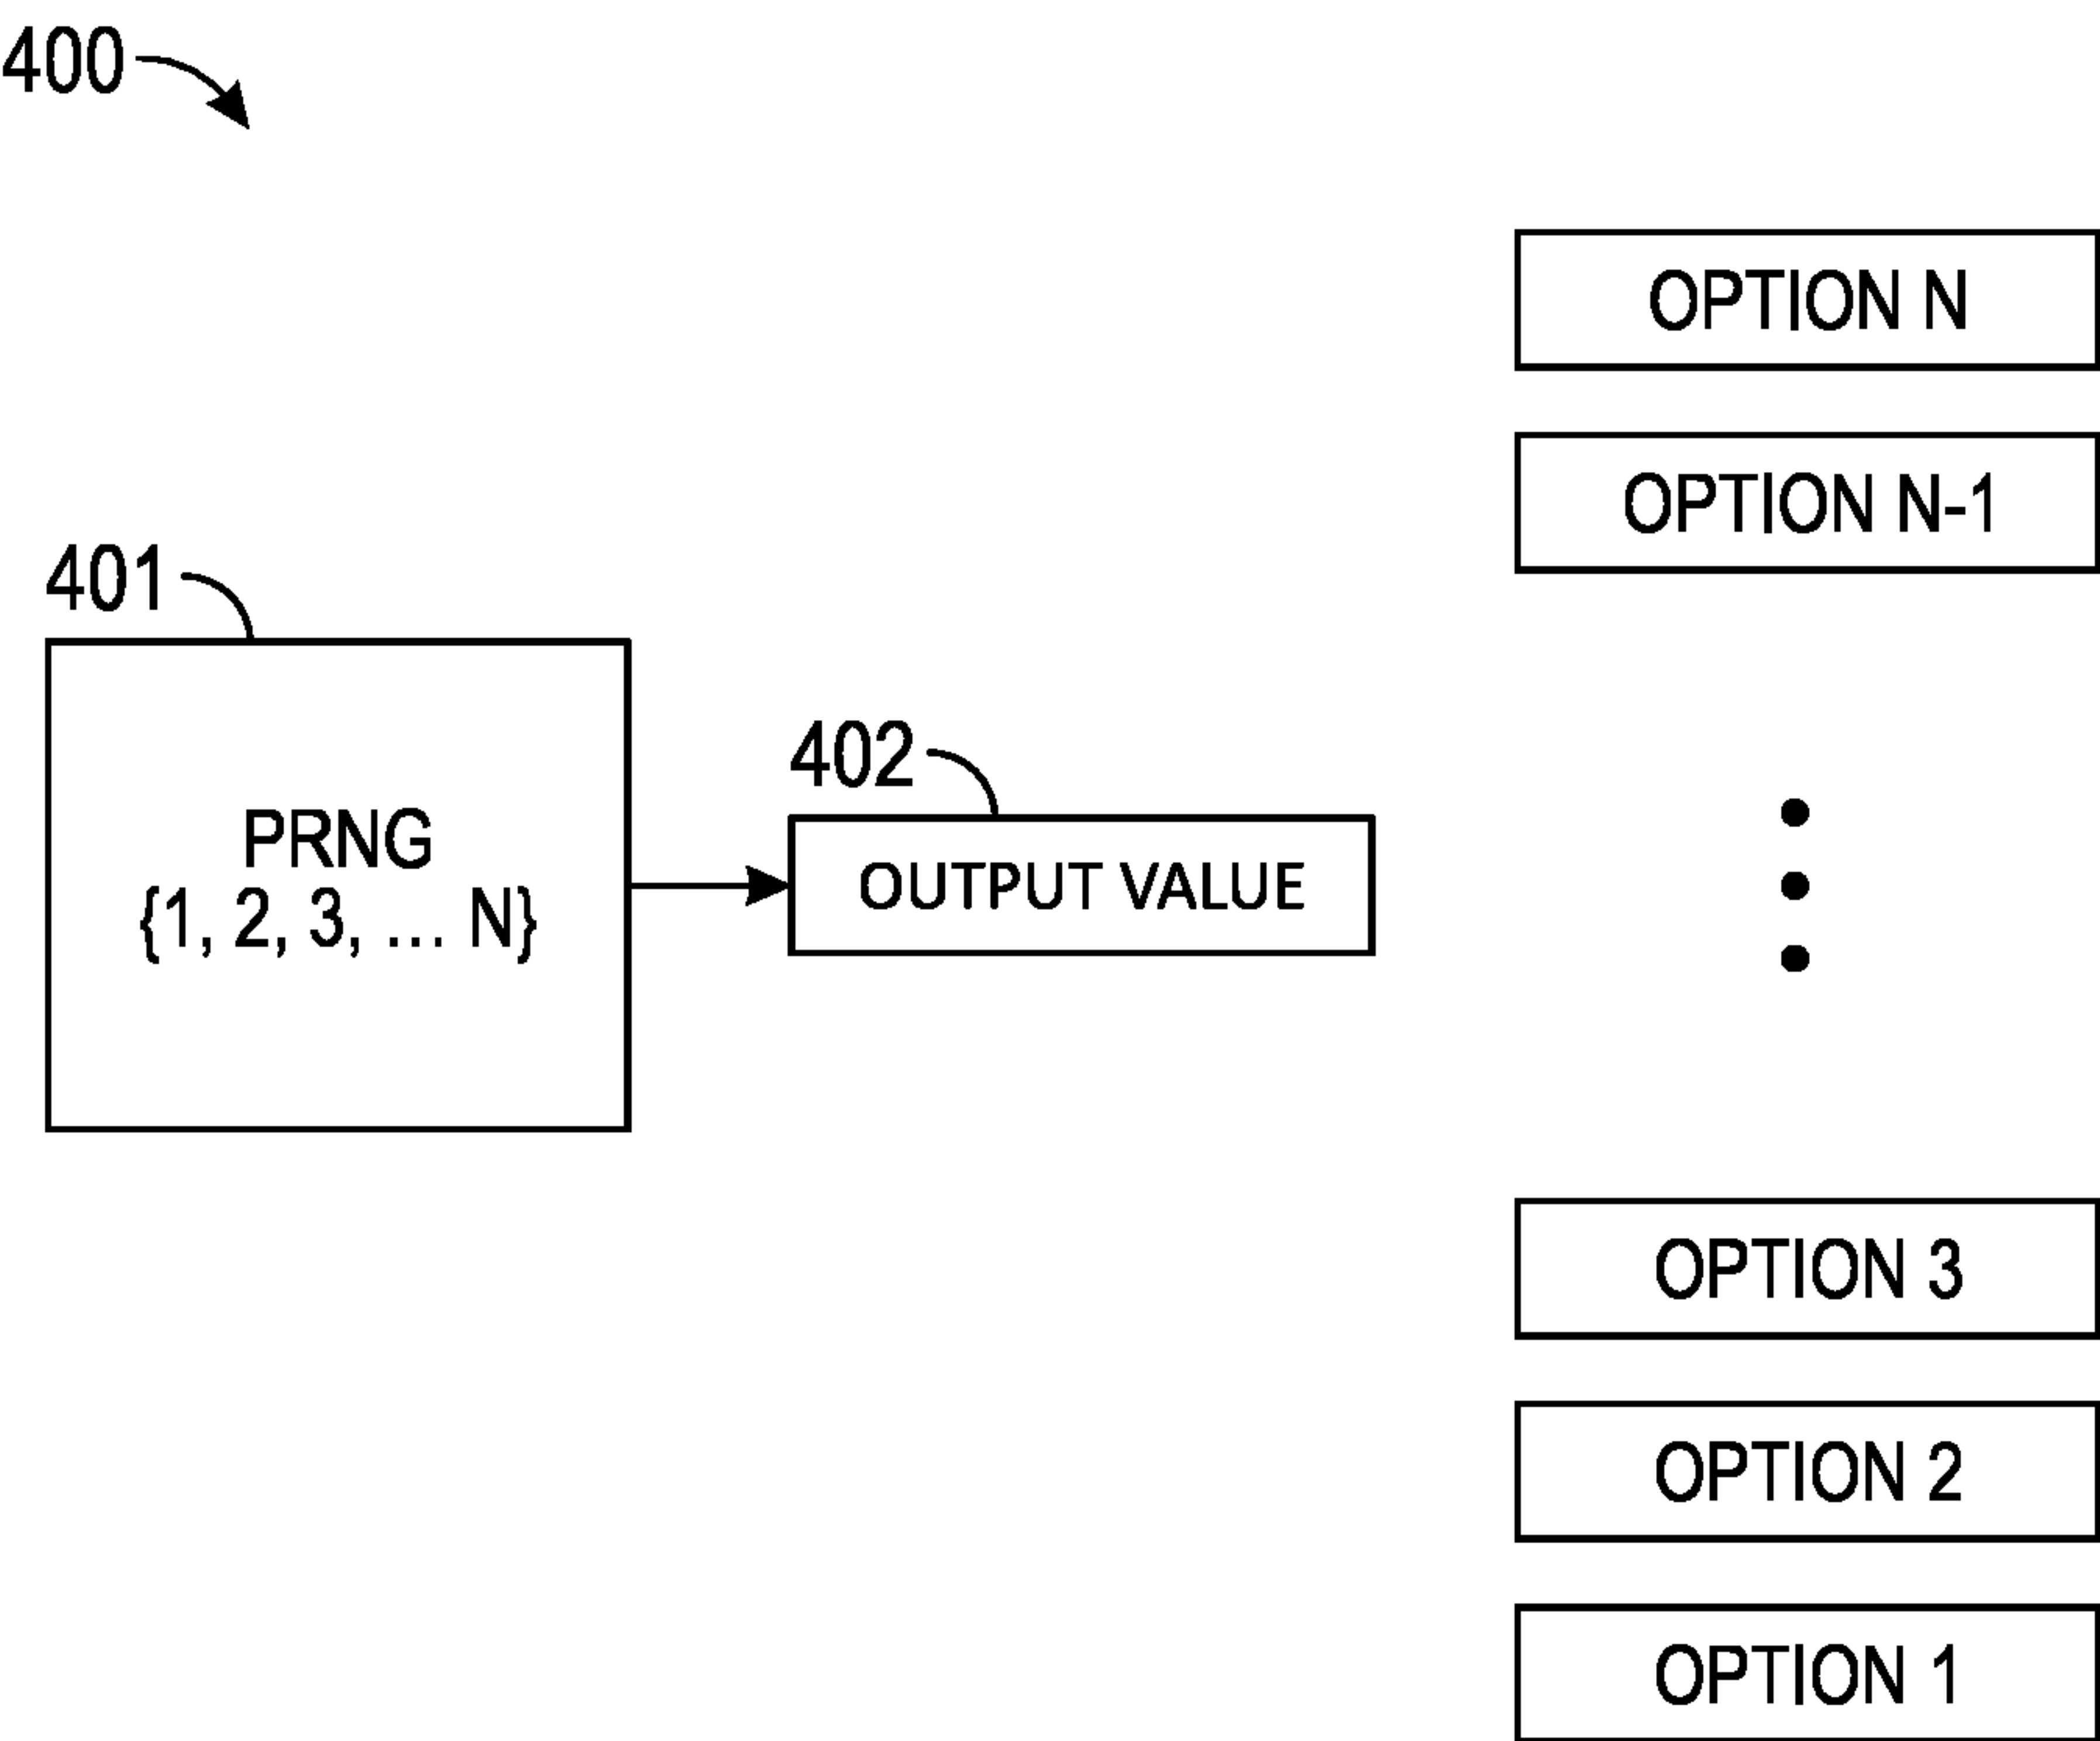 400
OPTION N
OPTION N-1
401
402
PRNG
{1, 2, 3, ... N}
OUTPUT VALUE
OPTION 3
OPTION 2
OPTION 1